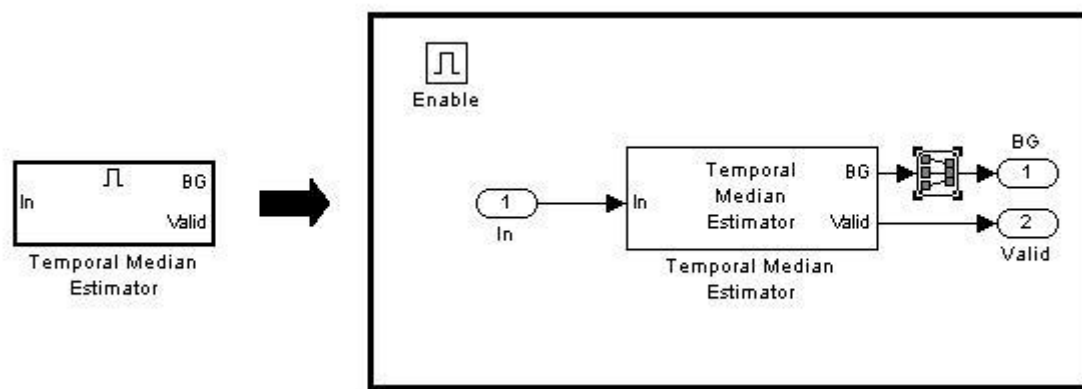 In
BG
Valid
Temporal Median
Estimator
Enable
1
In
In
Temporal
Median
Estimator
BG
Valid
Temporal Median
Estimator
BG
1
2
Valid